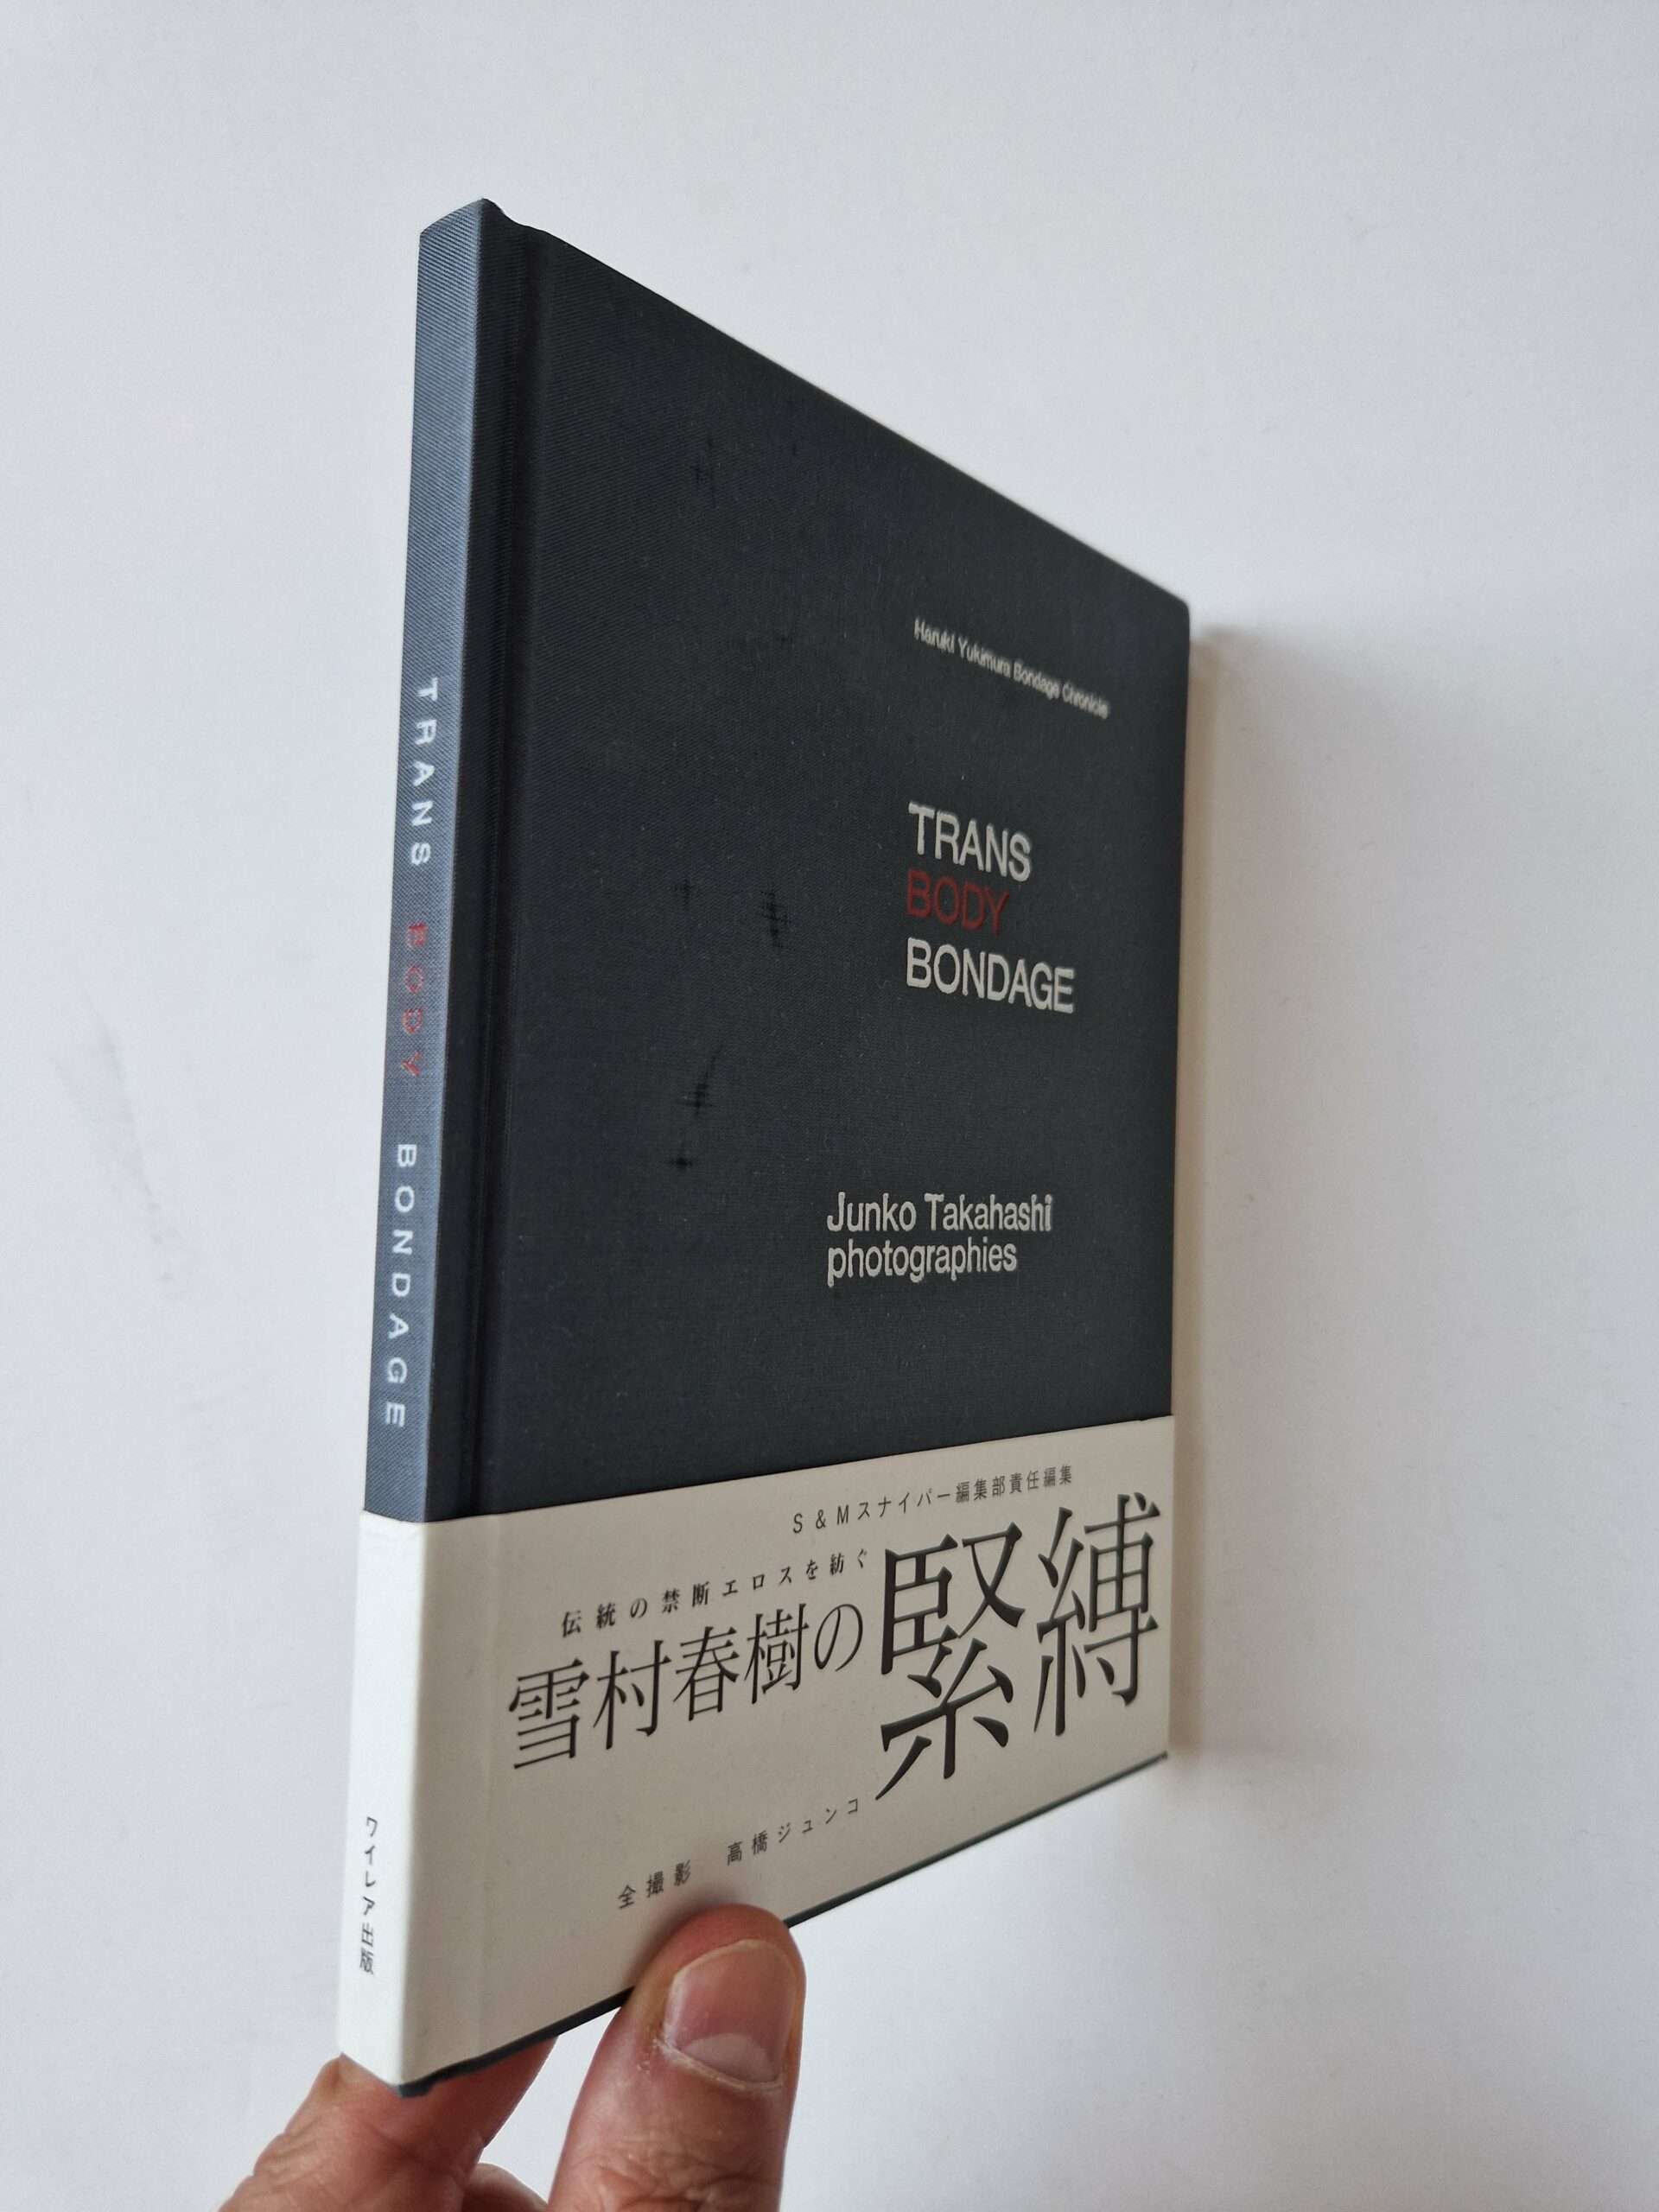 TRANS BODY BONDAGE
Haruki Yukimura Bondage Chronicle
TRANS
BODY
BONDAGE
Junko Takahashi
photographies
S&Mスナイパー編集部責任編集
伝統の禁断エロスを紡ぐ
雪村春樹の緊縛
全撮影 高橋ジュンコ
ワイレア出版